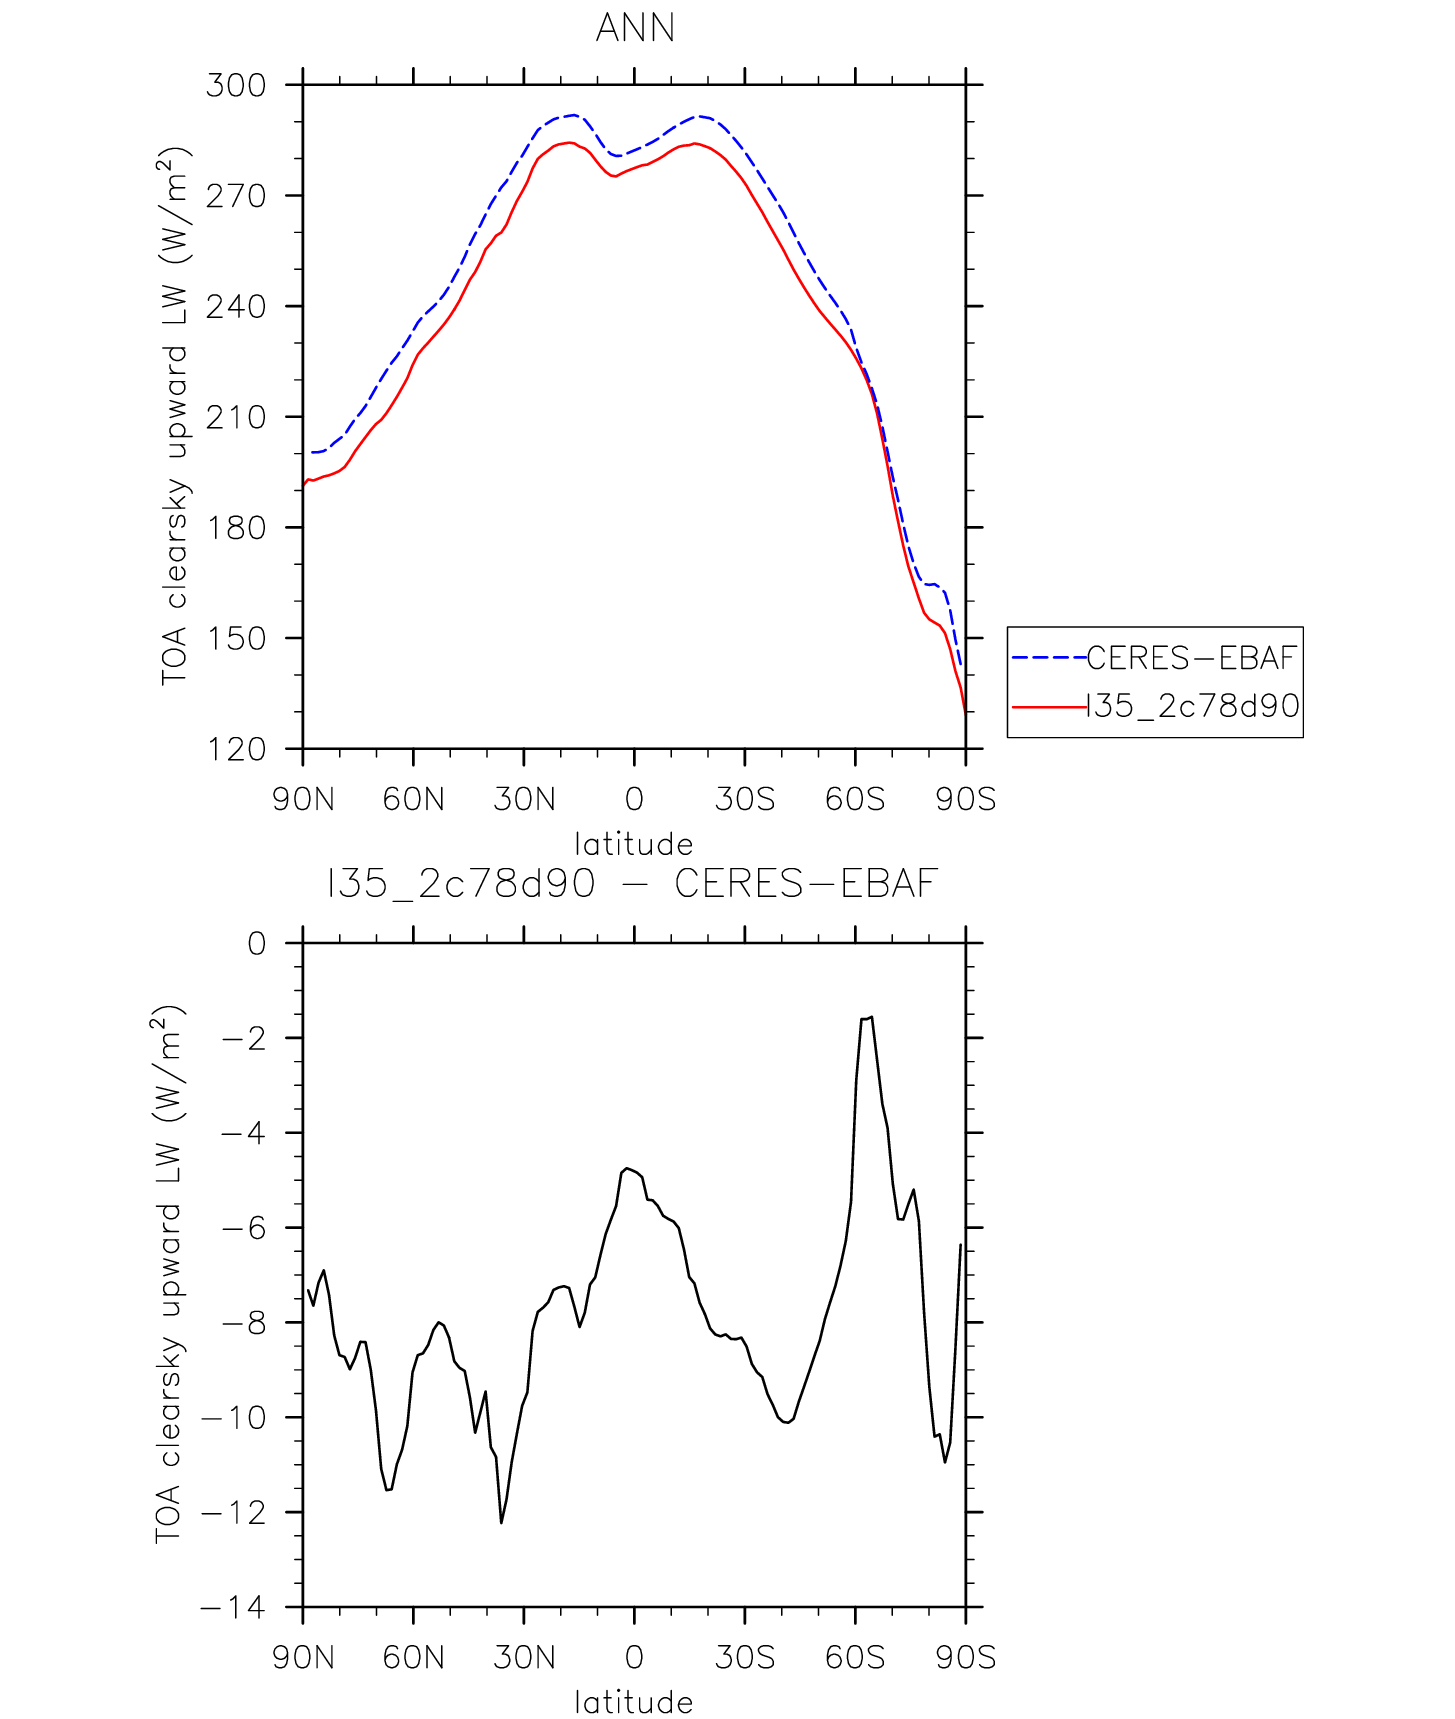 ANN
TOA clearsky upward LW (W/m²)
300
270
240
210
180
150
120
90N 60N 30N 0 30S 60S 90S
latitude
CERES-EBAF
I35_2c78d90
I35_2c78d90 - CERES-EBAF
TOA clearsky upward LW (W/m²)
0
-2
-4
-6
-8
-10
-12
-14
90N 60N 30N 0 30S 60S 90S
latitude